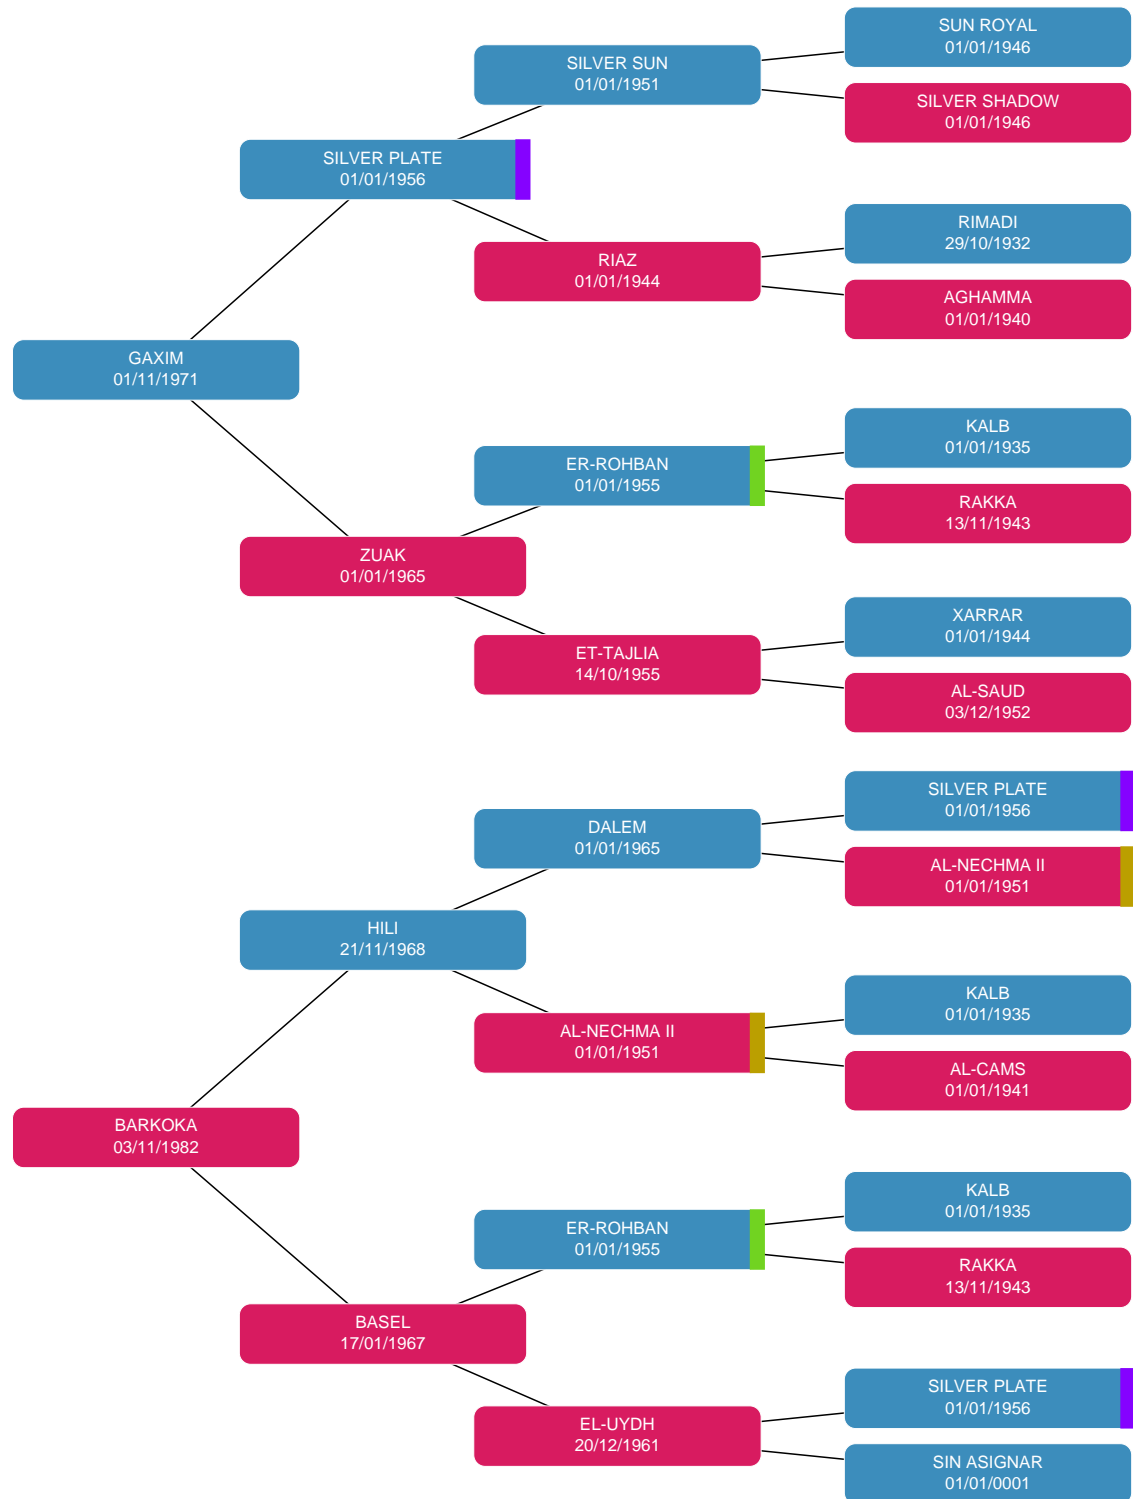 SUN ROYAL
01/01/1946
SILVER SUN
01/01/1951
SILVER SHADOW
01/01/1946
SILVER PLATE
01/01/1956
RIMADI
29/10/1932
RIAZ
01/01/1944
AGHAMMA
01/01/1940
GAXIM
01/11/1971
KALB
01/01/1935
ER-ROHBAN
01/01/1955
RAKKA
13/11/1943
ZUAK
01/01/1965
XARRAR
01/01/1944
ET-TAJLIA
14/10/1955
AL-SAUD
03/12/1952
SILVER PLATE
01/01/1956
DALEM
01/01/1965
AL-NECHMA II
01/01/1951
HILI
21/11/1968
KALB
01/01/1935
AL-NECHMA II
01/01/1951
AL-CAMS
01/01/1941
BARKOKA
03/11/1982
KALB
01/01/1935
ER-ROHBAN
01/01/1955
RAKKA
13/11/1943
BASEL
17/01/1967
SILVER PLATE
01/01/1956
EL-UYDH
20/12/1961
SIN ASIGNAR
01/01/0001